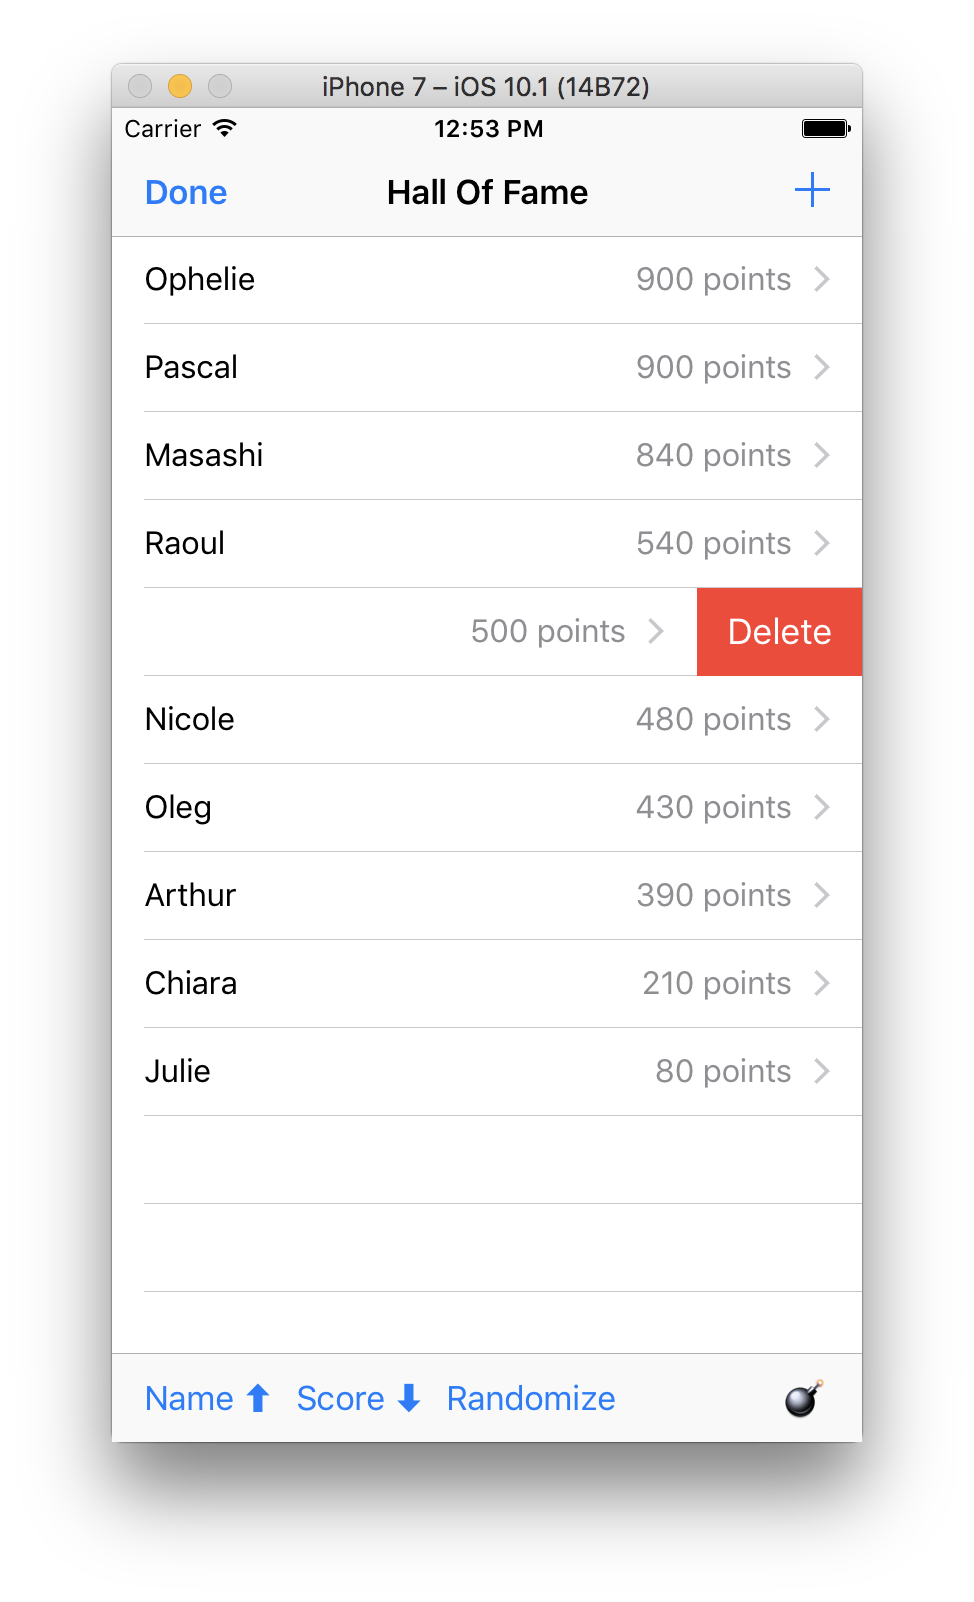 iPhone 7 – iOS 10.1 (14B72)
Carrier 12:53 PM
Done Hall Of Fame +
Ophelie 900 points
Pascal 900 points
Masashi 840 points
Raoul 540 points
500 points Delete
Nicole 480 points
Oleg 430 points
Arthur 390 points
Chiara 210 points
Julie 80 points
Name ⬆ Score ⬇ Randomize